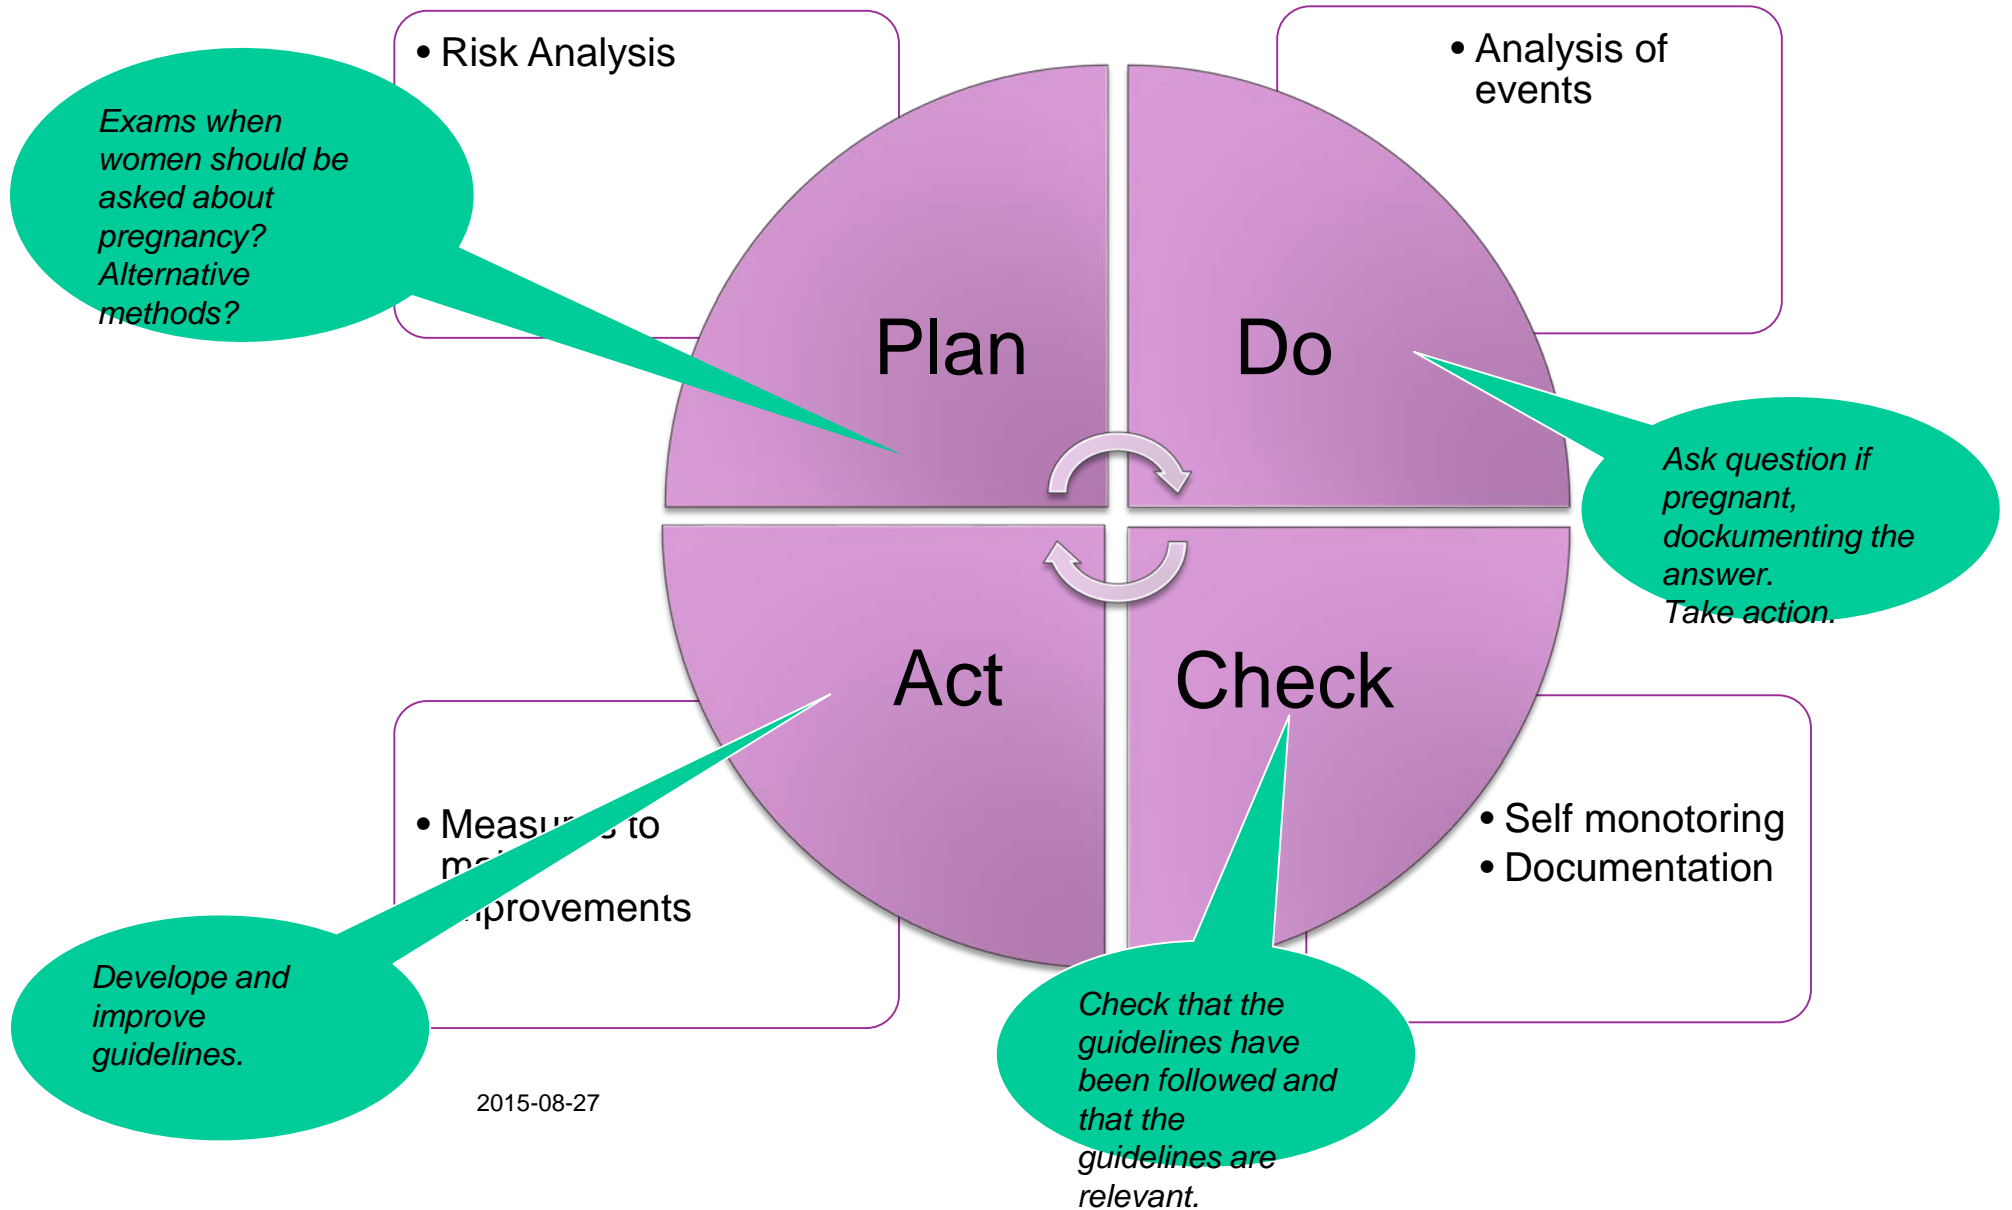 • Risk Analysis
Exams when
women should be
asked about
pregnancy?
Alternative
methods?
Plan
• Analysis of
events
Do
Ask question if
pregnant,
dockumenting the
answer.
Take action.
Act
• Measures to
improvements
Develope and
improve
guidelines.
Check
• Self monotoring
• Documentation
Check that the
guidelines have
been followed and
that the
guidelines are
relevant.
2015-08-27